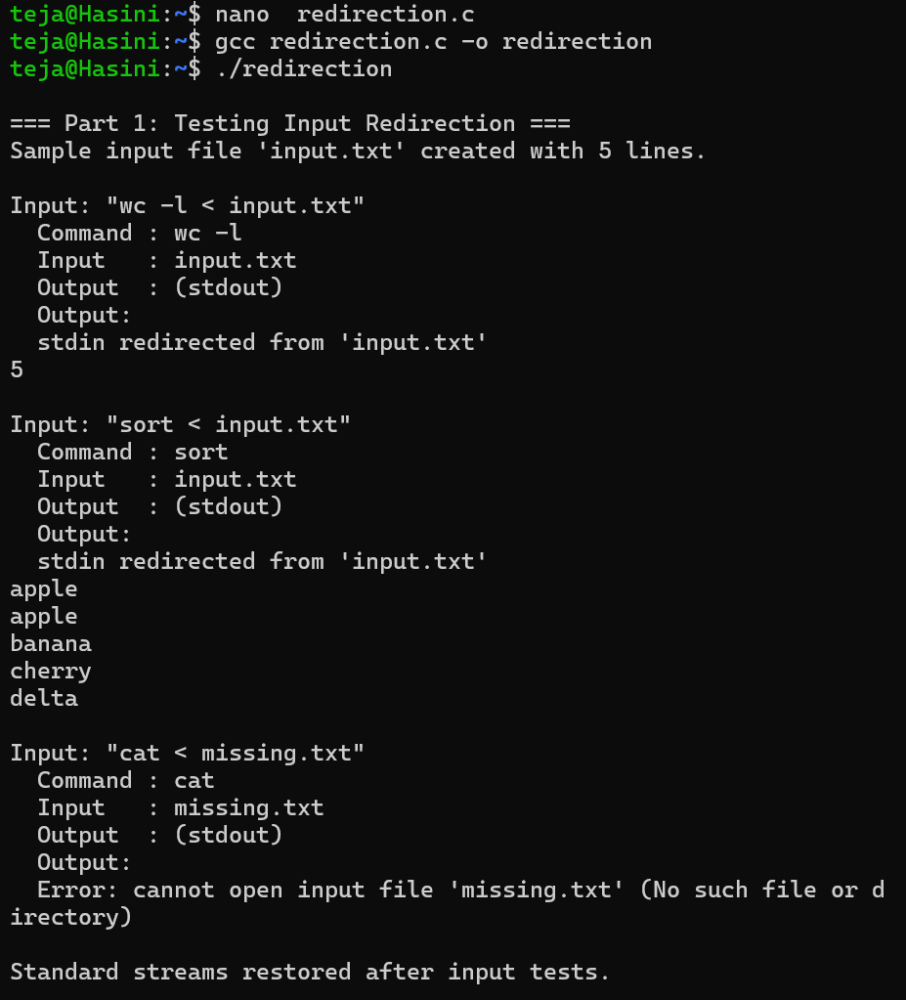 teja@Hasini:~$ nano  redirection.c
teja@Hasini:~$ gcc redirection.c -o redirection
teja@Hasini:~$ ./redirection

=== Part 1: Testing Input Redirection ===
Sample input file 'input.txt' created with 5 lines.

Input: "wc -l < input.txt"
  Command : wc -l
  Input   : input.txt
  Output  : (stdout)
  Output:
  stdin redirected from 'input.txt'
5

Input: "sort < input.txt"
  Command : sort
  Input   : input.txt
  Output  : (stdout)
  Output:
  stdin redirected from 'input.txt'
apple
apple
banana
cherry
delta

Input: "cat < missing.txt"
  Command : cat
  Input   : missing.txt
  Output  : (stdout)
  Output:
  Error: cannot open input file 'missing.txt' (No such file or d
irectory)

Standard streams restored after input tests.